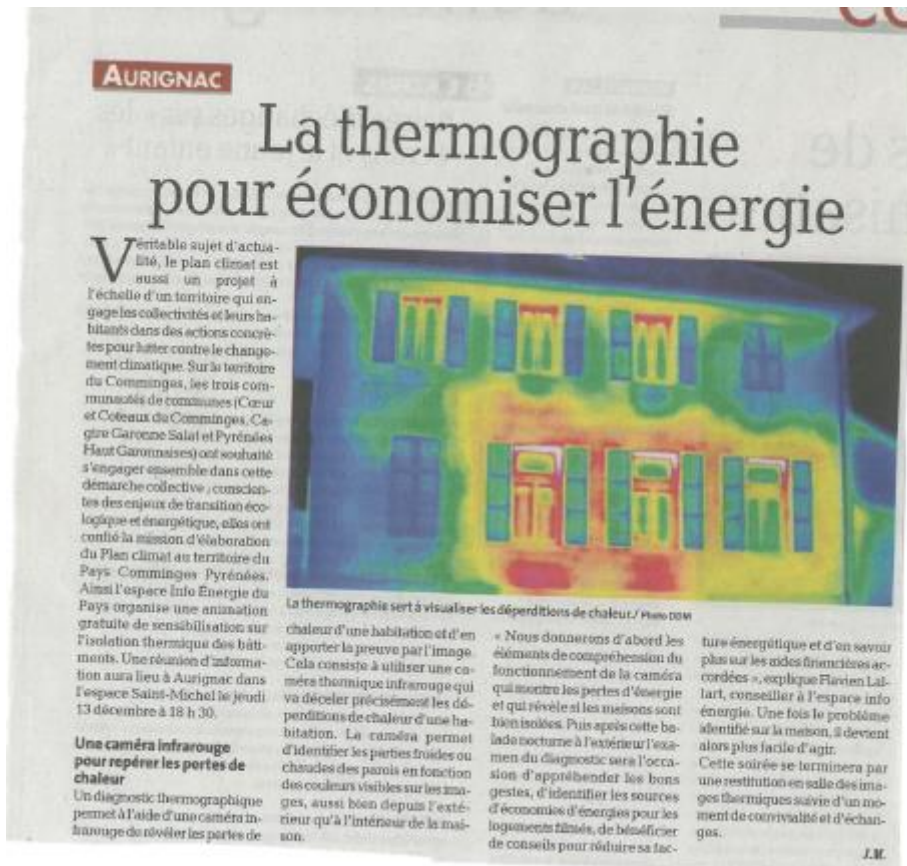 CO
AURIGNAC
La thermographie
pour économiser l'énergie
Véritable sujet d'actua-
lité, le plan climat est
aussi un projet à
l'échelle d'un territoire qui en-
gage les collectivités et leurs ha-
bitants dans des actions concrè-
tes pour lutter contre le change-
ment climatique. Sur le territoire
du Comminges, les trois com-
munautés de communes (Cœur
et Coteaux du Comminges, Ca-
gire Garonne Salat et Pyrénées
Haut Garonnaises) ont souhaité
s'engager ensemble dans cette
démarche collective ; conscien-
tes des enjeux de transition éco-
logique et énergétique, elles ont
confié la mission d'élaboration
du Plan climat au territoire du
Pays Comminges Pyrénées.
Ainsi l'espace Info Énergie du
Pays organise une animation
gratuite de sensibilisation sur
l'isolation thermique des bâti-
ments. Une réunion d'informa-
tion aura lieu à Aurignac dans
l'espace Saint-Michel le jeudi
13 décembre à 18 h 30.
Une caméra infrarouge
pour repérer les pertes de
chaleur
Un diagnostic thermographique
permet à l'aide d'une caméra in-
frarouge de révéler les pertes de
La thermographie sert à visualiser les déperditions de chaleur./ Photo DDM
chaleur d'une habitation et d'en
apporter la preuve par l'image.
Cela consiste à utiliser une ca-
méra thermique infrarouge qui
va déceler précisément les dé-
perditions de chaleur d'une ha-
bitation. La caméra permet
d'identifier les parties froides ou
chaudes des parois en fonction
des couleurs visibles sur les ima-
ges, aussi bien depuis l'exté-
rieur qu'à l'intérieur de la mai-
son.
« Nous donnerons d'abord les
éléments de compréhension du
fonctionnement de la caméra
qui montre les pertes d'énergie
et qui révèle si les maisons sont
bien isolées. Puis après cette ba-
lade nocturne à l'extérieur l'exa-
men du diagnostic sera l'occa-
sion d'appréhender les bons
gestes, d'identifier les sources
d'économies d'énergies pour les
logements filmés, de bénéficier
de conseils pour réduire sa fac-
ture énergétique et d'en savoir
plus sur les aides financières ac-
cordées », explique Flavien Lal-
lart, conseiller à l'espace info
énergie. Une fois le problème
identifié sur la maison, il devient
alors plus facile d'agir.
Cette soirée se terminera par
une restitution en salle des ima-
ges thermiques suivie d'un mo-
ment de convivialité et d'échan-
ges.
J.M.